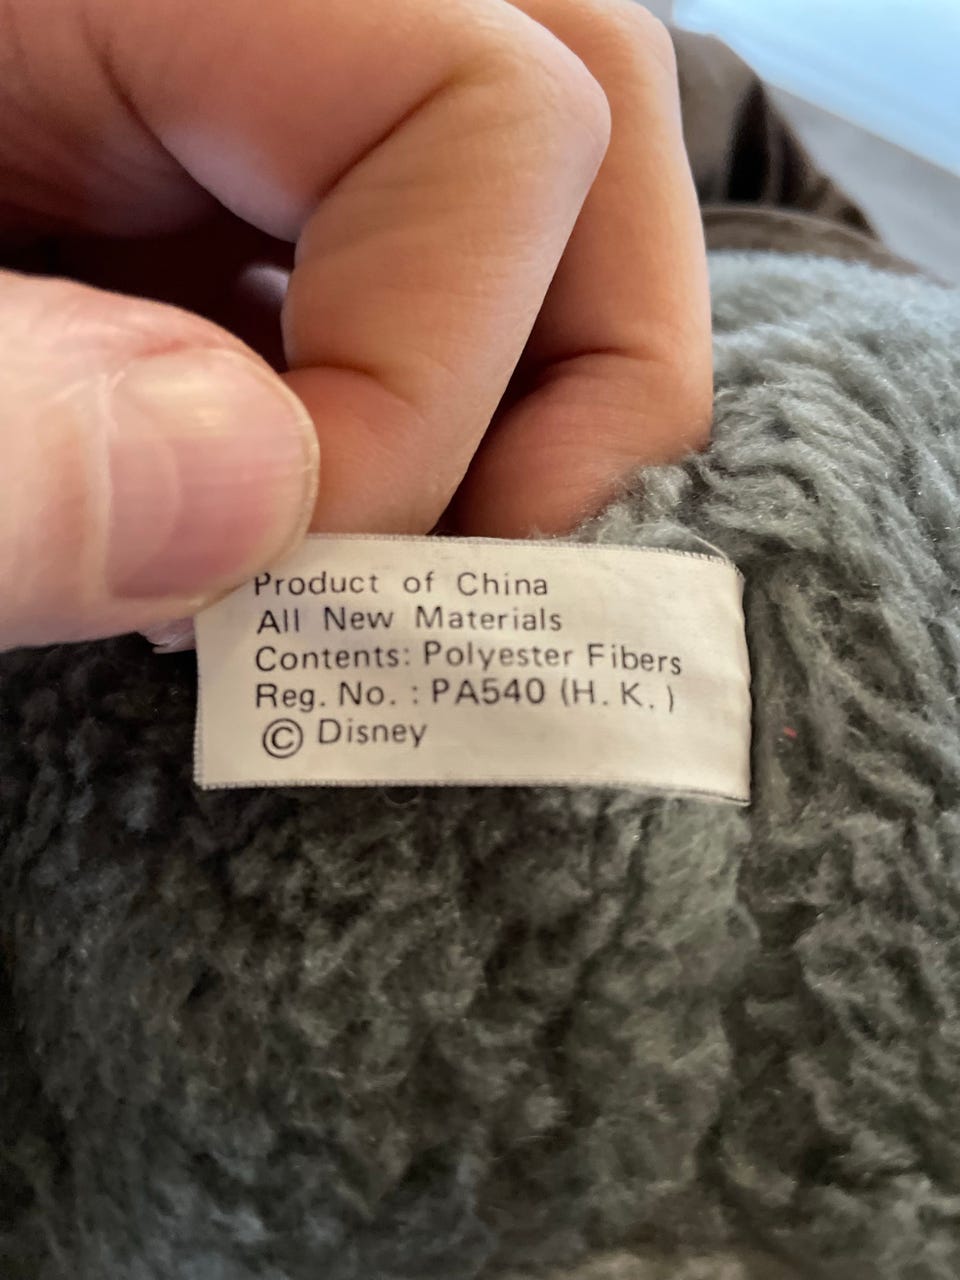 Product of China
All New Materials
Contents: Polyester Fibers
Reg. No. : PA540 (H. K. )
© Disney